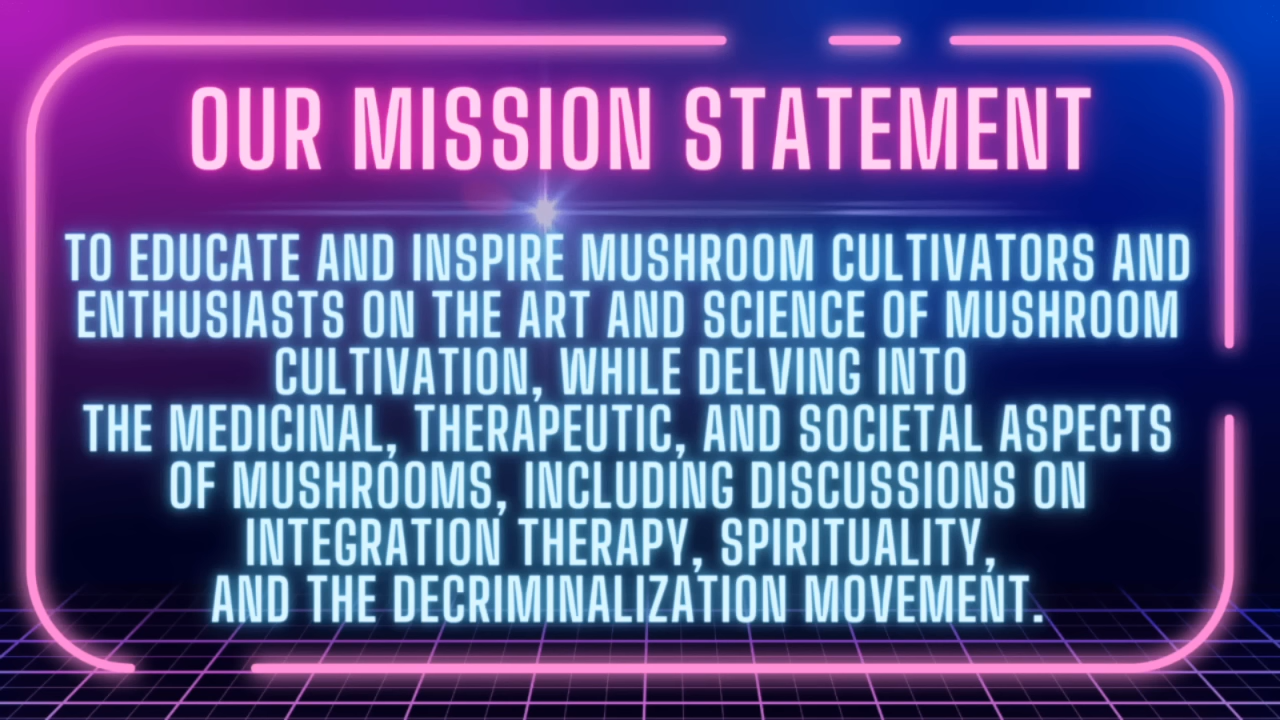 OUR MISSION STATEMENT
TO EDUCATE AND INSPIRE MUSHROOM CULTIVATORS AND
ENTHUSIASTS ON THE ART AND SCIENCE OF MUSHROOM
CULTIVATION, WHILE DELVING INTO
THE MEDICINAL, THERAPEUTIC, AND SOCIETAL ASPECTS
OF MUSHROOMS, INCLUDING DISCUSSIONS ON
INTEGRATION THERAPY, SPIRITUALITY,
AND THE DECRIMINALIZATION MOVEMENT.